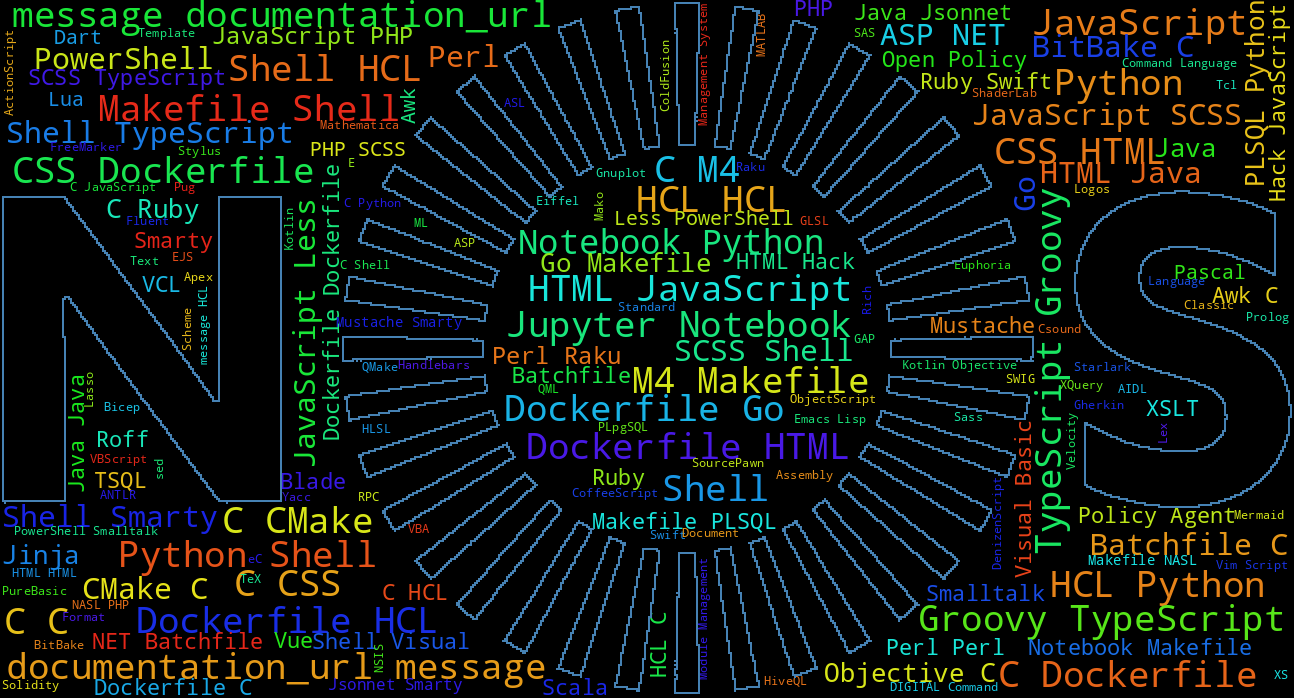 message documentation_url
Dart
Template
JavaScript PHP
PowerShell
SCSS TypeScript
Shell HCL
Perl
ActionScript
Lua
Makefile Shell
Awk
Shell TypeScript
Mathematica
FreeMarker
Stylus
PHP SCSS
E
CSS Dockerfile
C JavaScript
Pug
C Ruby
Fluent
Smarty
Text
EJS
VCL
Apex
Scheme
message HCL
Kotlin
JavaScript Less
Dockerfile Dockerfile
Java Java
Lasso
Bicep
Roff
VBScript
TSQL
sed
ANTLR
ASL
ColdFusion
Management System
MATLAB
PHP
Java Jsonnet
SAS
ASP NET
Open Policy
Ruby Swift
JavaScript
BitBake C
Command Language
Python
Tcl
ShaderLab
JavaScript SCSS
PLSQL Python
Hack JavaScript
CSS HTML
Java
HTML Java
Go
Logos
C M4
Raku
Gnuplot
Eiffel
Mako
HCL HCL
Less PowerShell
GLSL
C Python
ML
ASP
C Shell
Notebook Python
Go Makefile
HTML Hack
HTML JavaScript
Standard
Rich
Euphoria
Mustache Smarty
Jupyter Notebook
GAP
Mustache
Csound
QMake
Handlebars
Perl Raku
SCSS Shell
Kotlin Objective
Batchfile
QML
M4 Makefile
SWIG
ObjectScript
Dockerfile Go
Emacs Lisp
Sass
HLSL
PLpgSQL
Dockerfile HTML
SourcePawn
Ruby
Assembly
CoffeeScript
Shell
Makefile PLSQL
Swift
Document
TypeScript Groovy
Visual Basic
Velocity
DenizenScript
Language
Pascal
Classic
Awk C
Prolog
Starlark
XQuery
AIDL
Gherkin
XSLT
Lex
Blade
Yacc
RPC
VBA
Shell Smarty
C CMake
PowerShell Smalltalk
Jinja
Python Shell
eC
HTML HTML
TeX
PureBasic
CMake C
C CSS
C HCL
NASL PHP
Format
C C
Dockerfile HCL
BitBake
NET Batchfile
Vue
Shell Visual
NSIS
documentation_url message
Solidity
Dockerfile C
Jsonnet Smarty
Scala
HCL C
Module Management
HiveQL
Policy Agent
Mermaid
Batchfile C
Makefile NASL
Vim Script
Smalltalk
HCL Python
Groovy TypeScript
Perl Perl
Notebook Makefile
Objective C
C Dockerfile
DIGITAL Command
XS